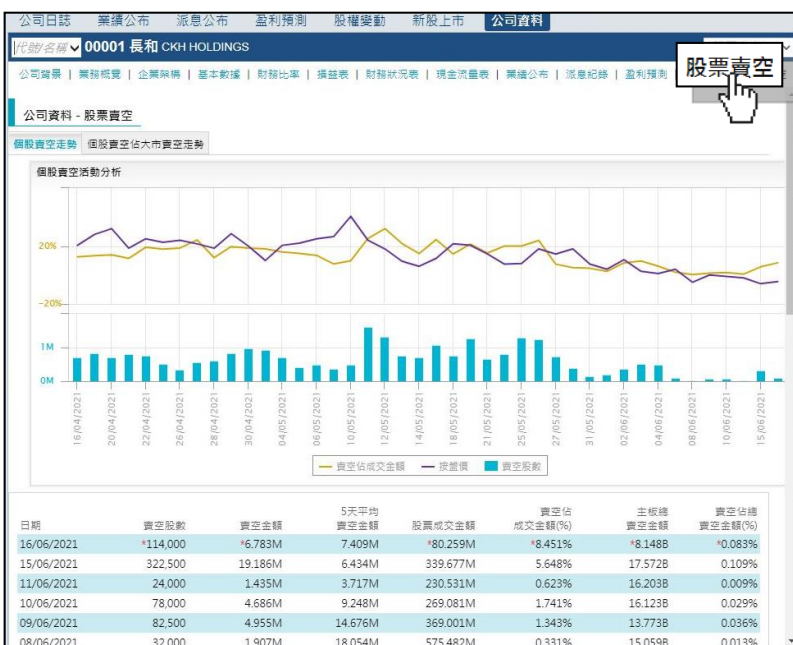 公司日誌 業績公布 派息公布 盈利預測 股權變動 新股上市 公司資料
代號/名稱 00001 長和 CKH HOLDINGS
公司背景 | 業務概覽 | 企業架構 | 基本數據 | 財務比率 | 損益表 | 財務狀況表 | 現金流量表 | 業績公布 | 派息紀錄 | 盈利預測 |
股票賣空
公司資料 - 股票賣空
個股賣空走勢 個股賣空佔大市賣空走勢
個股賣空活動分析
20%
-20%
1M
0M
16/04/2021 20/04/2021 22/04/2021 26/04/2021 28/04/2021 30/04/2021 04/05/2021 06/05/2021 10/05/2021 12/05/2021 14/05/2021 18/05/2021 21/05/2021 25/05/2021 27/05/2021 31/05/2021 02/06/2021 04/06/2021 08/06/2021 10/06/2021 15/06/2021
賣空佔成交金額 按盤價 賣空股數
日期 賣空股數 賣空金額 5天平均賣空金額 股票成交金額 賣空佔成交金額(%) 主板總賣空金額 賣空佔總賣空金額(%)
16/06/2021 *114,000 *6.783M 7.409M *80.259M *8.451% *8.148B *0.083%
15/06/2021 322,500 19.186M 6.434M 339.677M 5.648% 17.572B 0.109%
11/06/2021 24,000 1.435M 3.717M 230.531M 0.623% 16.203B 0.009%
10/06/2021 78,000 4.686M 9.248M 269.081M 1.741% 16.123B 0.029%
09/06/2021 82,500 4.955M 14.676M 369.001M 1.343% 13.773B 0.036%
08/06/2021 32,000 1.907M 18.054M 575.482M 0.331% 15.059B 0.013%